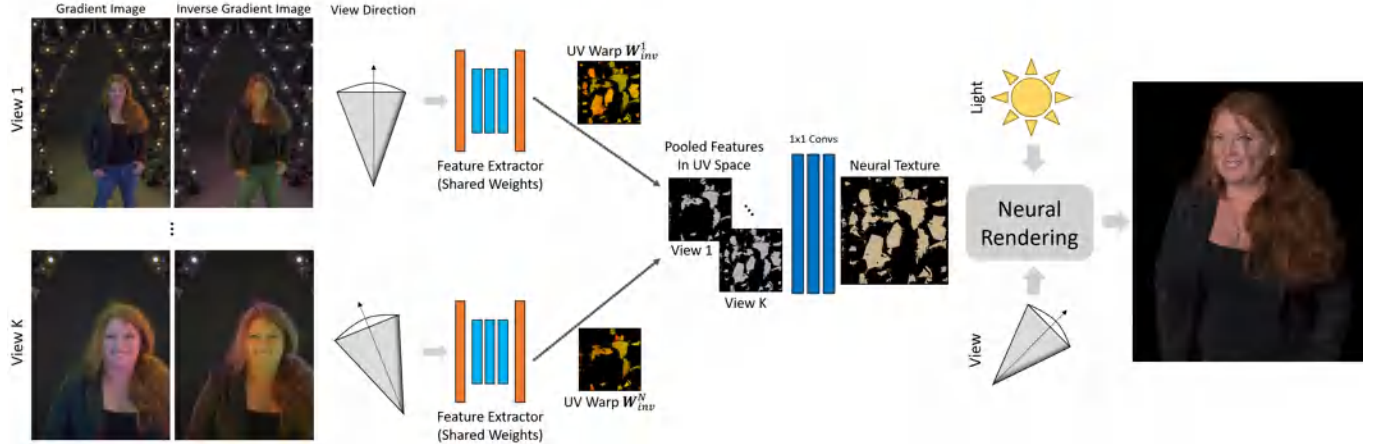 Gradient Image
Inverse Gradient Image
View Direction
View 1
Feature Extractor
(Shared Weights)
UV Warp W¹inv
⋮
View K
Feature Extractor
(Shared Weights)
UV Warp Wᴺinv
Pooled Features
In UV Space
View 1
View K
1x1 Convs
Neural Texture
Light
Neural
Rendering
View